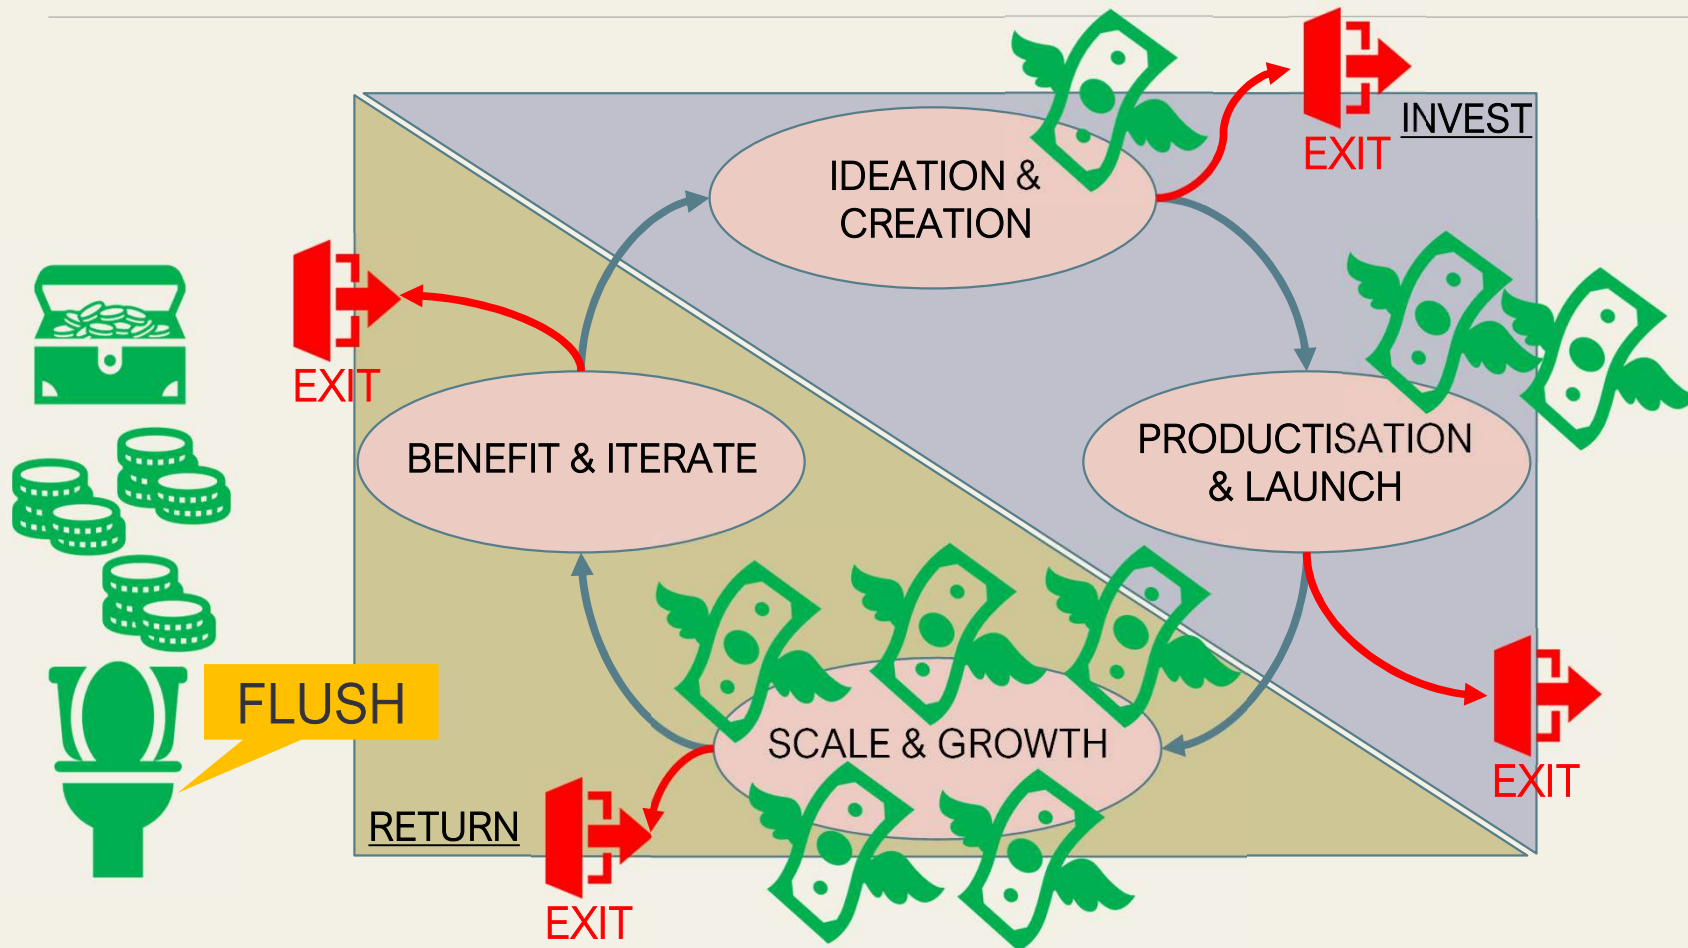 EXIT
INVEST
IDEATION &
CREATION
EXIT
BENEFIT & ITERATE
PRODUCTISATION
& LAUNCH
FLUSH
SCALE & GROWTH
RETURN
EXIT
EXIT